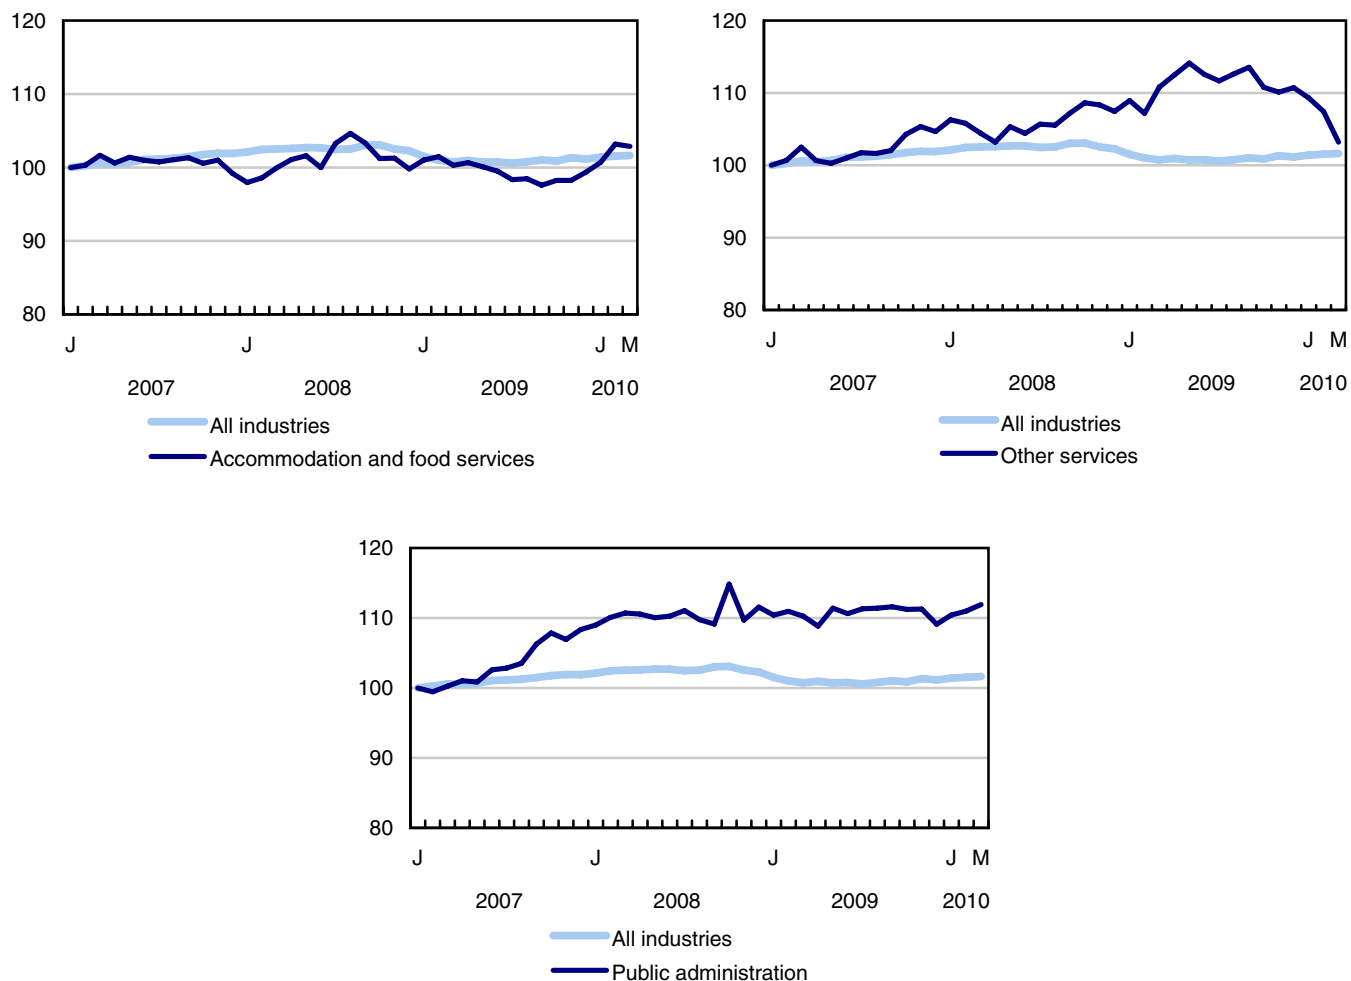 120
110
100
90
80
J J J J M
2007 2008 2009 2010
All industries
Accommodation and food services
120
110
100
90
80
J J J J M
2007 2008 2009 2010
All industries
Other services
120
110
100
90
80
J J J J M
2007 2008 2009 2010
All industries
Public administration